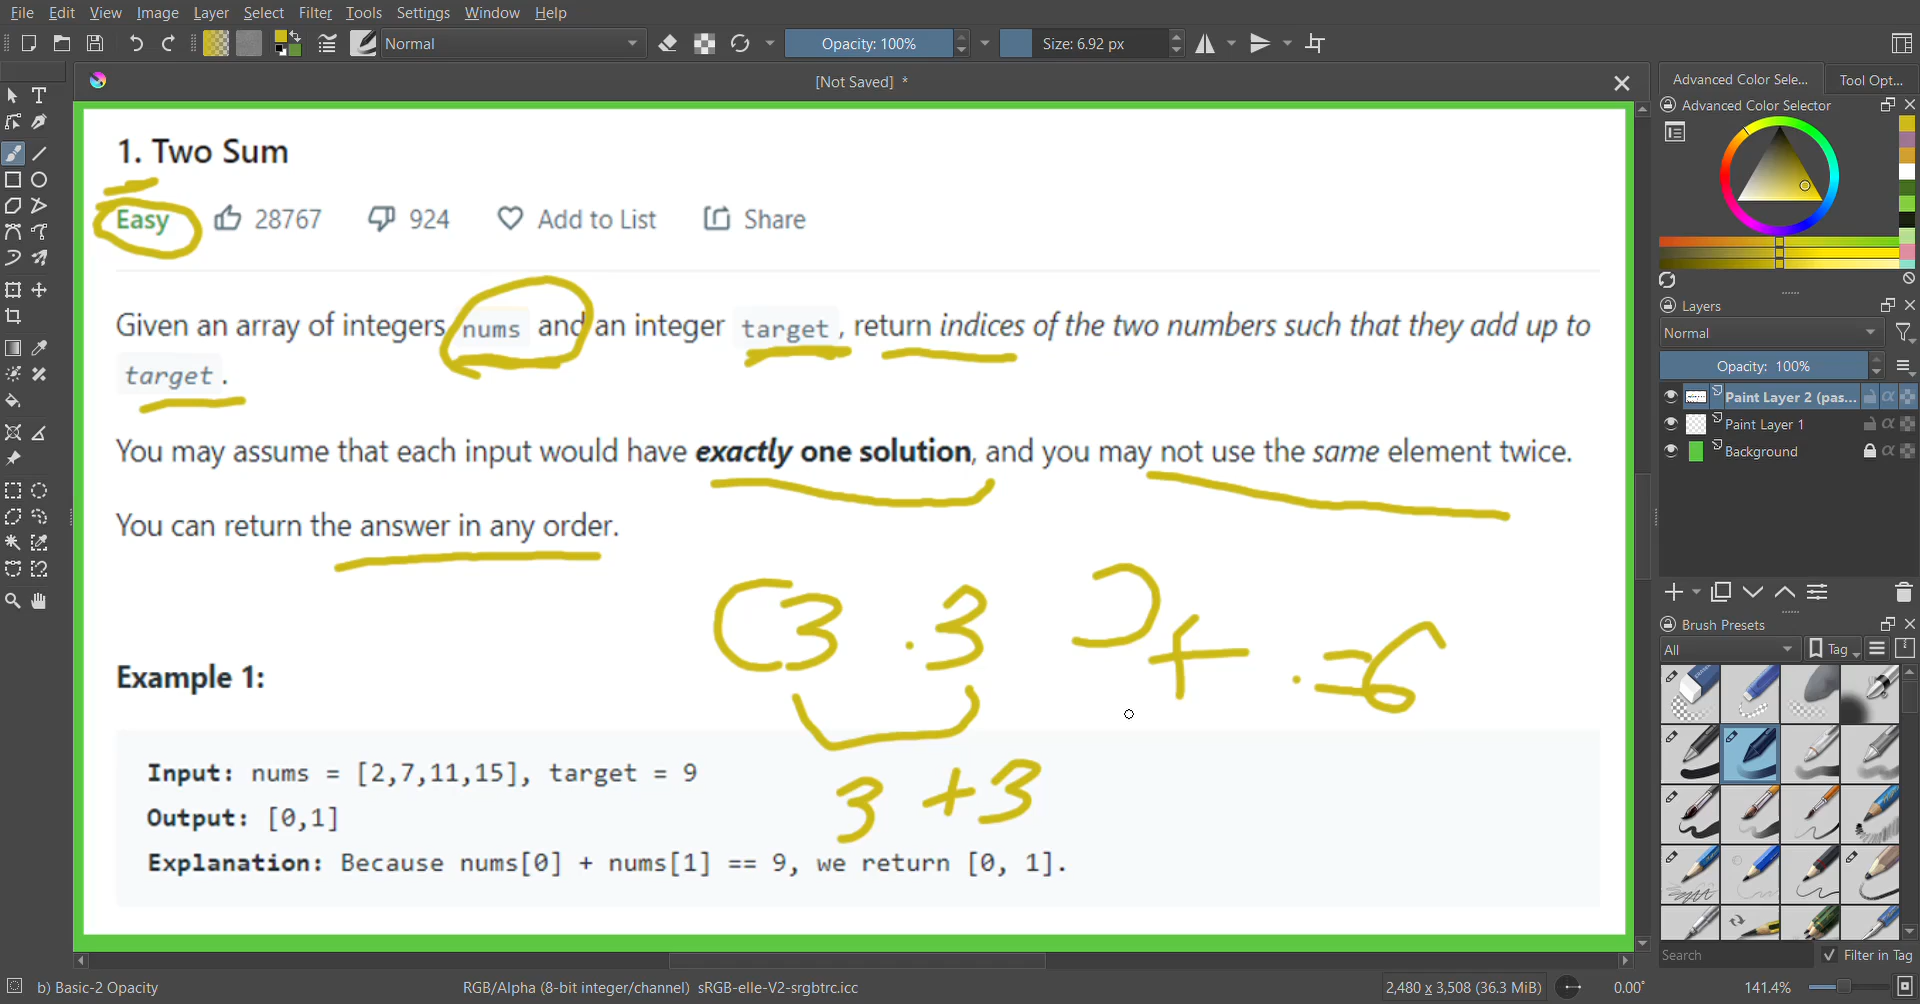 File Edit View Image Layer Select Filter Tools Settings Window Help
Normal Opacity: 100% Size: 6.92 px
[Not Saved] *
Advanced Color Sele... Tool Opt...
Advanced Color Selector
1. Two Sum
Easy 28767 924 Add to List Share
Given an array of integers nums and an integer target, return indices of the two numbers such that they add up to
target.
You may assume that each input would have exactly one solution, and you may not use the same element twice.
You can return the answer in any order.
(3 . 3 ) t . =6
3 + 3
Example 1:
Input: nums = [2,7,11,15], target = 9
Output: [0,1]
Explanation: Because nums[0] + nums[1] == 9, we return [0, 1].
Layers
Normal
Opacity: 100%
Paint Layer 2 (pas...
Paint Layer 1
Background
Brush Presets
All Tag
Search Filter in Tag
b) Basic-2 Opacity RGB/Alpha (8-bit integer/channel) sRGB-elle-V2-srgbtrc.icc 2,480 x 3,508 (36.3 MiB) 0.00° 141.4%